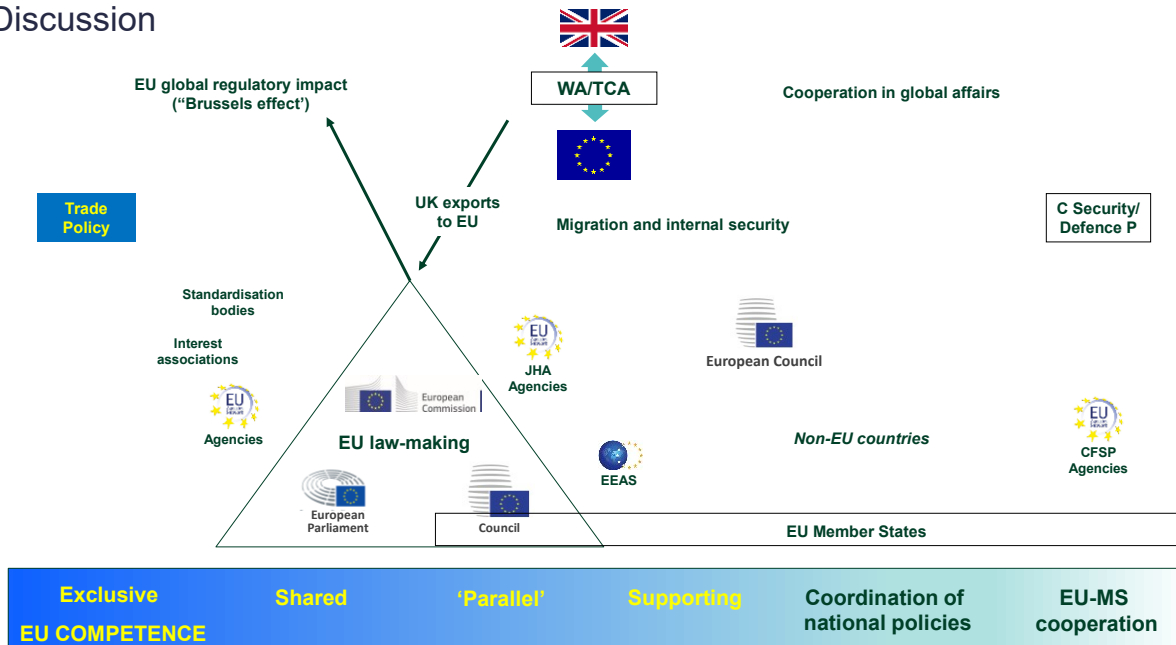 Discussion
EU global regulatory impact
(“Brussels effect’)
WA/TCA
Cooperation in global affairs
Trade
Policy
UK exports
to EU
Migration and internal security
C Security/
Defence P
Standardisation
bodies
Interest
associations
EU
Agencies
European
Commission
EU law-making
European
Parliament
Council
EU
JHA
Agencies
European Council
EEAS
Non-EU countries
EU
CFSP
Agencies
EU Member States
Exclusive
EU COMPETENCE
Shared
‘Parallel’
Supporting
Coordination of
national policies
EU-MS
cooperation